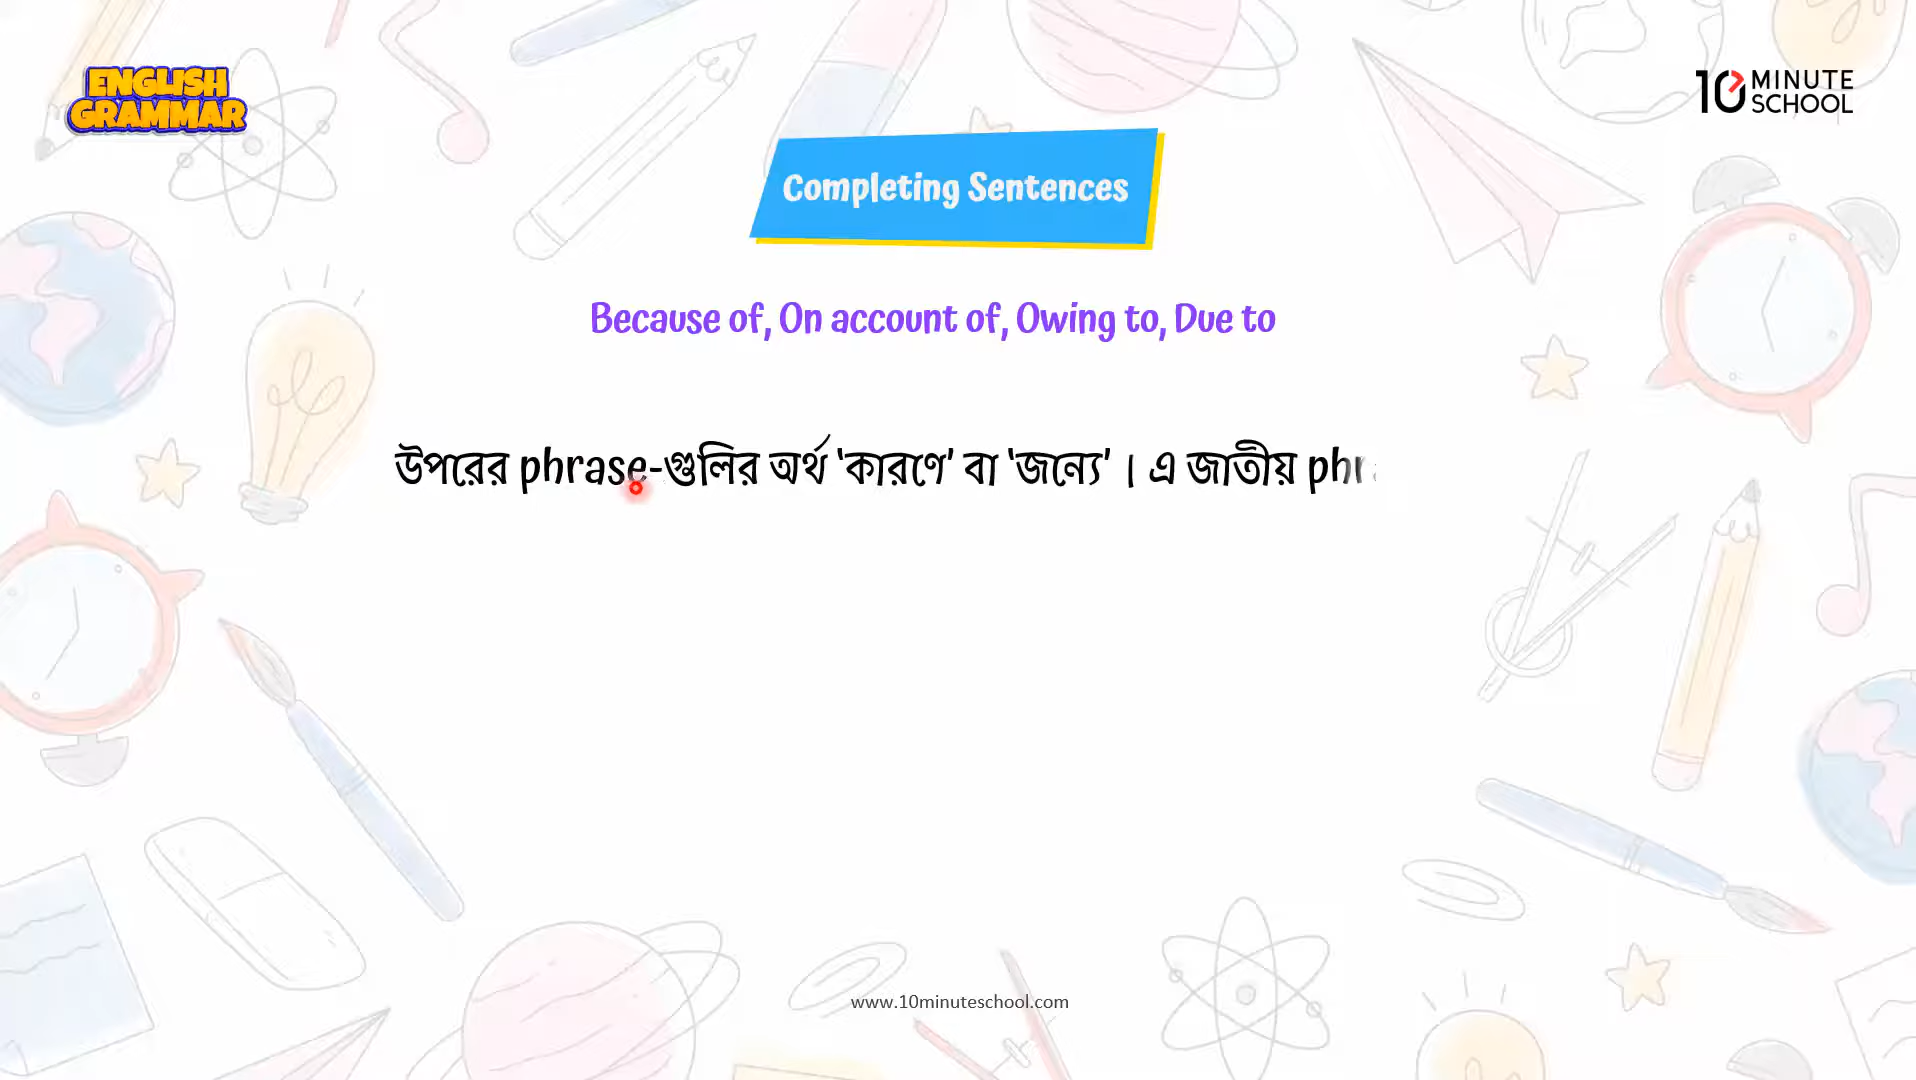 ENGLISH
GRAMMAR
10 MINUTE
SCHOOL
Completing Sentences
Because of, On account of, Owing to, Due to
উপরের phrase-গুলির অর্থ ‘কারণে’ বা ‘জন্যে’ । এ জাতীয়
www.10minuteschool.com